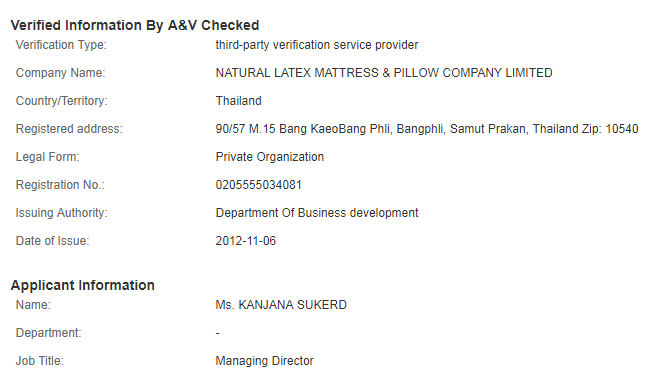 Verified Information By A&V Checked
Verification Type: third-party verification service provider
Company Name: NATURAL LATEX MATTRESS & PILLOW COMPANY LIMITED
Country/Territory: Thailand
Registered address: 90/57 M.15 Bang KaeoBang Phli, Bangphli, Samut Prakan, Thailand Zip: 10540
Legal Form: Private Organization
Registration No.: 0205555034081
Issuing Authority: Department Of Business development
Date of Issue: 2012-11-06
Applicant Information
Name: Ms. KANJANA SUKERD
Department: -
Job Title: Managing Director